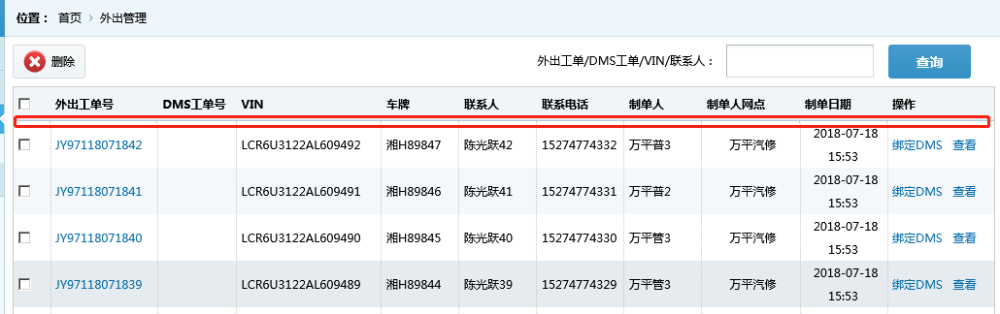 位置： 首页 > 外出管理
删除 外出工单/DMS工单/VIN/联系人： 查询
外出工单号 DMS工单号 VIN 车牌 联系人 联系电话 制单人 制单人网点 制单日期 操作
JY97118071842 LCR6U3122AL609492 湘H89847 陈光跃42 15274774332 万平普3 万平汽修 2018-07-18 15:53 绑定DMS 查看
JY97118071841 LCR6U3122AL609491 湘H89846 陈光跃41 15274774331 万平普2 万平汽修 2018-07-18 15:53 绑定DMS 查看
JY97118071840 LCR6U3122AL609490 湘H89845 陈光跃40 15274774330 万平管3 万平汽修 2018-07-18 15:53 绑定DMS 查看
JY97118071839 LCR6U3122AL609489 湘H89844 陈光跃39 15274774329 万平管3 万平汽修 2018-07-18 15:53 绑定DMS 查看